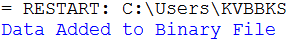 = RESTART: C:\Users\KVBBKS
Data Added to Binary File